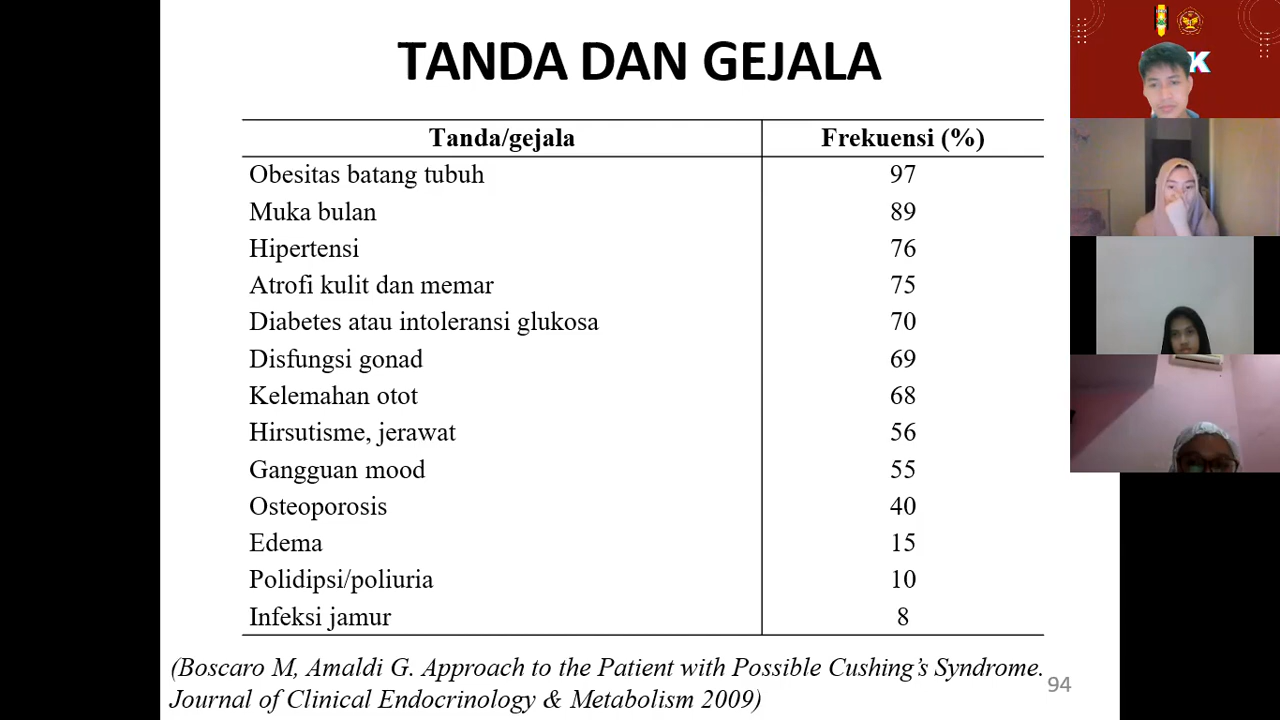 TANDA DAN GEJALA
Tanda/gejala Frekuensi (%)
Obesitas batang tubuh 97
Muka bulan 89
Hipertensi 76
Atrofi kulit dan memar 75
Diabetes atau intoleransi glukosa 70
Disfungsi gonad 69
Kelemahan otot 68
Hirsutisme, jerawat 56
Gangguan mood 55
Osteoporosis 40
Edema 15
Polidipsi/poliuria 10
Infeksi jamur 8
(Boscaro M, Amaldi G. Approach to the Patient with Possible Cushing’s Syndrome.
Journal of Clinical Endocrinology & Metabolism 2009)
94